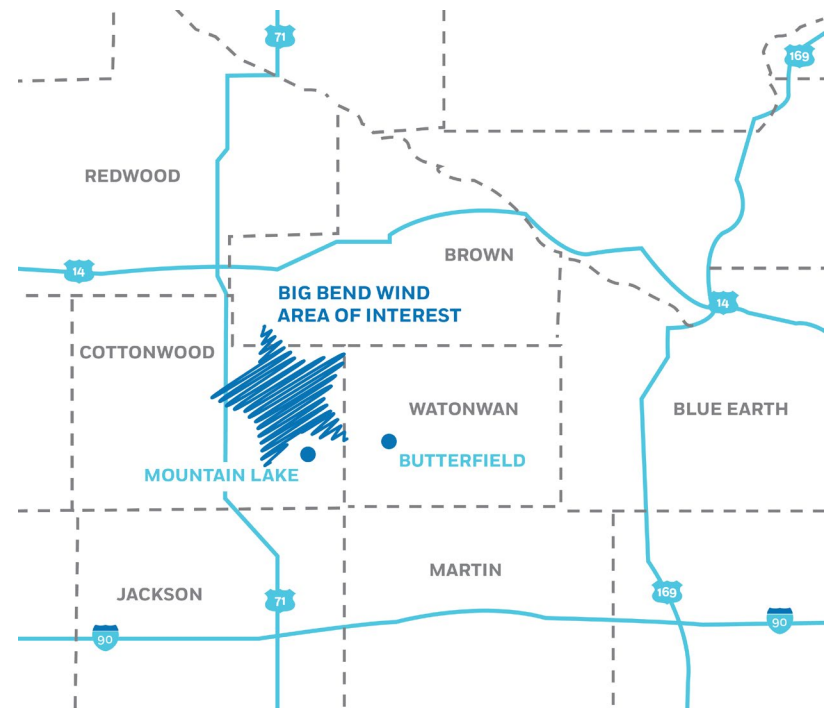 71
169
REDWOOD
BROWN
14
BIG BEND WIND
AREA OF INTEREST
14
COTTONWOOD
WATONWAN
BLUE EARTH
BUTTERFIELD
MOUNTAIN LAKE
MARTIN
JACKSON
71
169
90
90